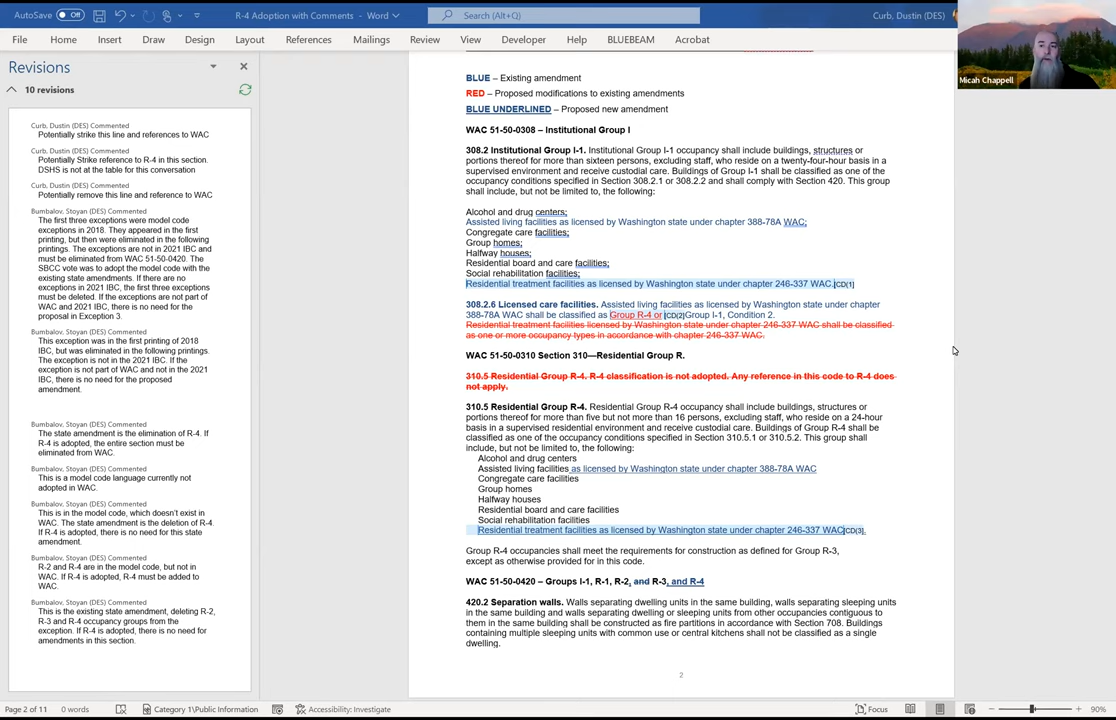 AutoSave Off R-4 Adoption with Comments - Word Search (Alt+Q) Curb, Dustin (DES)
File Home Insert Draw Design Layout References Mailings Review View Developer Help BLUEBEAM Acrobat
Micah Chappell
Revisions
10 revisions
Curb, Dustin (DES) Commented
Potentially strike this line and references to WAC
Curb, Dustin (DES) Commented
Potentially Strike reference to R-4 in this section.
DSHS is not at the table for this conversation
Curb, Dustin (DES) Commented
Potentially remove this line and reference to WAC
Bumbalov, Stoyan (DES) Commented
The first three exceptions were model code
exceptions in 2018. They appeared in the first
printing, but then were eliminated in the following
printings. The exceptions are not in 2021 IBC and
must be eliminated from WAC 51-50-0420. The
SBCC vote was to adopt the model code with the
existing state amendments. If there are no
exceptions in 2021 IBC, the first three exceptions
must be deleted. If the exceptions are not part of
WAC and 2021 IBC, there is no need for the
proposal in Exception 3.
Bumbalov, Stoyan (DES) Commented
This exception was in the first printing of 2018
IBC, but was eliminated in the following printings.
The exception is not in the 2021 IBC. If the
exception is not part of WAC and not in the 2021
IBC, there is no need for the proposed
amendment.
Bumbalov, Stoyan (DES) Commented
The state amendment is the elimination of R-4. If
R-4 is adopted, the entire section must be
eliminated from WAC.
Bumbalov, Stoyan (DES) Commented
This is a model code language currently not
adopted in WAC.
Bumbalov, Stoyan (DES) Commented
This is in the model code, which doesn't exist in
WAC. The state amendment is the deletion of R-4.
If R-4 is adopted, there is no need for this state
amendment.
Bumbalov, Stoyan (DES) Commented
R-2 and R-4 are in the model code, but not in
WAC. If R-4 is adopted, R-4 must be added to
WAC.
Bumbalov, Stoyan (DES) Commented
This is the existing state amendment, deleting R-2,
R-3 and R-4 occupancy groups from the
exception. If R-4 is adopted, there is no need for
amendments in this section.
BLUE – Existing amendment
RED – Proposed modifications to existing amendments
BLUE UNDERLINED – Proposed new amendment
WAC 51-50-0308 – Institutional Group I
308.2 Institutional Group I-1. Institutional Group I-1 occupancy shall include buildings, structures or
portions thereof for more than sixteen persons, excluding staff, who reside on a twenty-four-hour basis in a
supervised environment and receive custodial care. Buildings of Group I-1 shall be classified as one of the
occupancy conditions specified in Section 308.2.1 or 308.2.2 and shall comply with Section 420. This group
shall include, but not be limited to, the following:
Alcohol and drug centers;
Assisted living facilities as licensed by Washington state under chapter 388-78A WAC;
Congregate care facilities;
Group homes;
Halfway houses;
Residential board and care facilities;
Social rehabilitation facilities;
Residential treatment facilities as licensed by Washington state under chapter 246-337 WAC.[CD(1]
308.2.6 Licensed care facilities. Assisted living facilities as licensed by Washington state under chapter
388-78A WAC shall be classified as Group R-4 or [CD(2]Group I-1, Condition 2.
Residential treatment facilities licensed by Washington state under chapter 246-337 WAC shall be classified
as one or more occupancy types in accordance with chapter 246-337 WAC.
WAC 51-50-0310 Section 310—Residential Group R.
310.5 Residential Group R-4. R-4 classification is not adopted. Any reference in this code to R-4 does
not apply.
310.5 Residential Group R-4. Residential Group R-4 occupancy shall include buildings, structures or
portions thereof for more than five but not more than 16 persons, excluding staff, who reside on a 24-hour
basis in a supervised residential environment and receive custodial care. Buildings of Group R-4 shall be
classified as one of the occupancy conditions specified in Section 310.5.1 or 310.5.2. This group shall
include, but not be limited to, the following:
Alcohol and drug centers
Assisted living facilities as licensed by Washington state under chapter 388-78A WAC
Congregate care facilities
Group homes
Halfway houses
Residential board and care facilities
Social rehabilitation facilities
Residential treatment facilities as licensed by Washington state under chapter 246-337 WAC[CD(3].
Group R-4 occupancies shall meet the requirements for construction as defined for Group R-3,
except as otherwise provided for in this code.
WAC 51-50-0420 – Groups I-1, R-1, R-2, and R-3, and R-4
420.2 Separation walls. Walls separating dwelling units in the same building, walls separating sleeping units
in the same building and walls separating dwelling or sleeping units from other occupancies contiguous to
them in the same building shall be constructed as fire partitions in accordance with Section 708. Buildings
containing multiple sleeping units with common use or central kitchens shall not be classified as a single
dwelling.
2
Page 2 of 11 0 words Category 1\Public Information Accessibility: Investigate Focus 90%